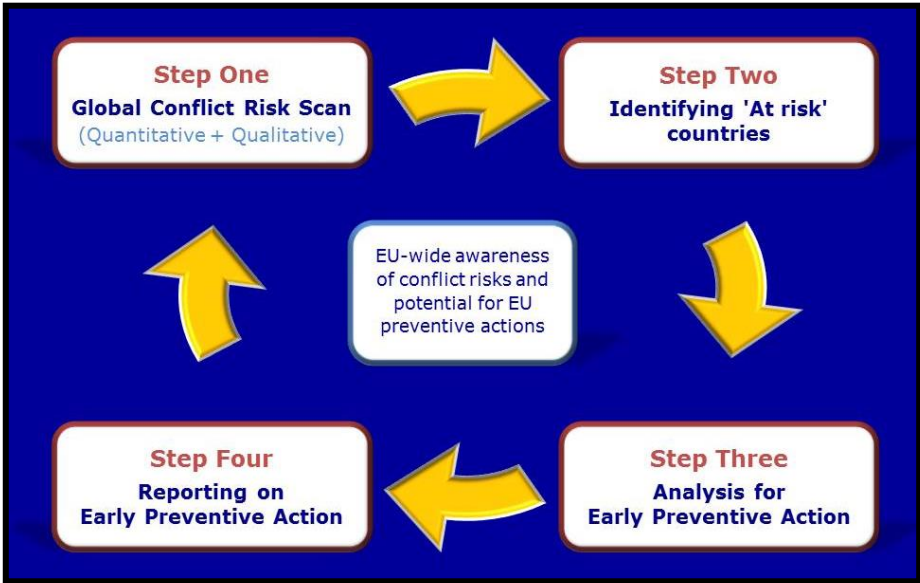 Step One
Global Conflict Risk Scan
(Quantitative + Qualitative)
Step Two
Identifying 'At risk'
countries
EU-wide awareness
of conflict risks and
potential for EU
preventive actions
Step Four
Reporting on
Early Preventive Action
Step Three
Analysis for
Early Preventive Action